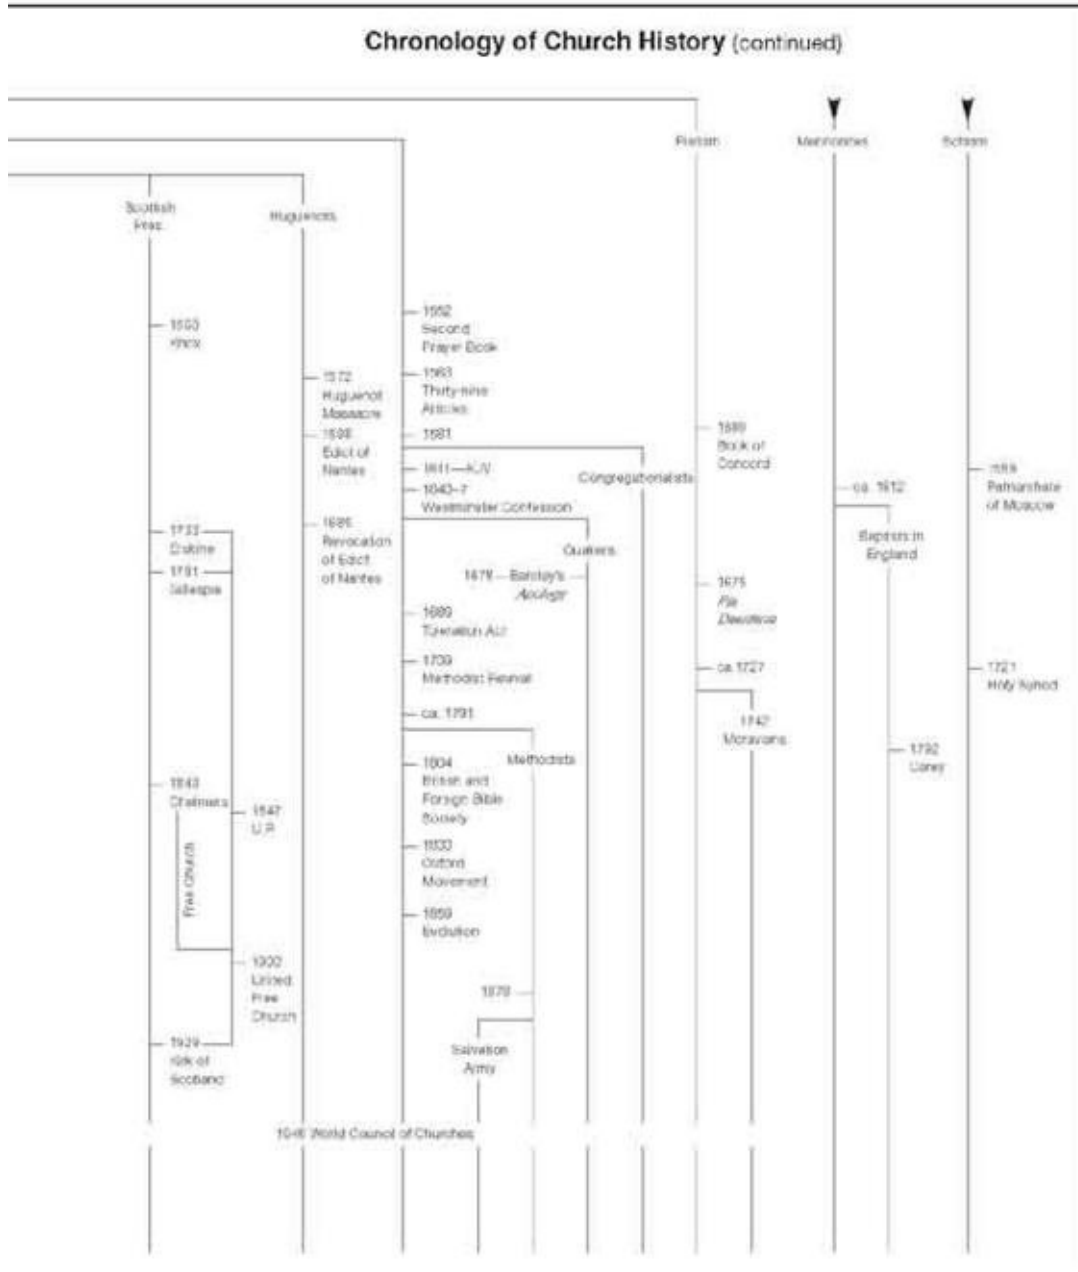 Chronology of Church History (continued)
Pietism
Mennonites
Schism
Scottish
Pres.
Huguenots
1560
Knox
1733
Erskine
1761
Gillespie
1843
Chalmers
Free Church
1847
U.P.
1900
United
Free
Church
1929
Kirk of
Scotland
1572
Huguenot
Massacre
1598
Edict of
Nantes
1685
Revocation
of Edict
of Nantes
1552
Second
Prayer Book
1563
Thirty-nine
Articles
1581
Congregationalists
1611—KJV
1643–7
Westminster Confession
Quakers
Barclay's
Apology
1689
Toleration Act
1739
Methodist Revival
ca. 1791
Methodists
1804
British and
Foreign Bible
Society
1833
Oxford
Movement
1859
Evolution
1878
Salvation
Army
Book of
Concord
1675
Pia
Desideria
ca. 1727
Moravians
ca. 1612
Baptists in
England
1792
Carey
1589
Patriarchate
of Moscow
1721
Holy Synod
World Council of Churches